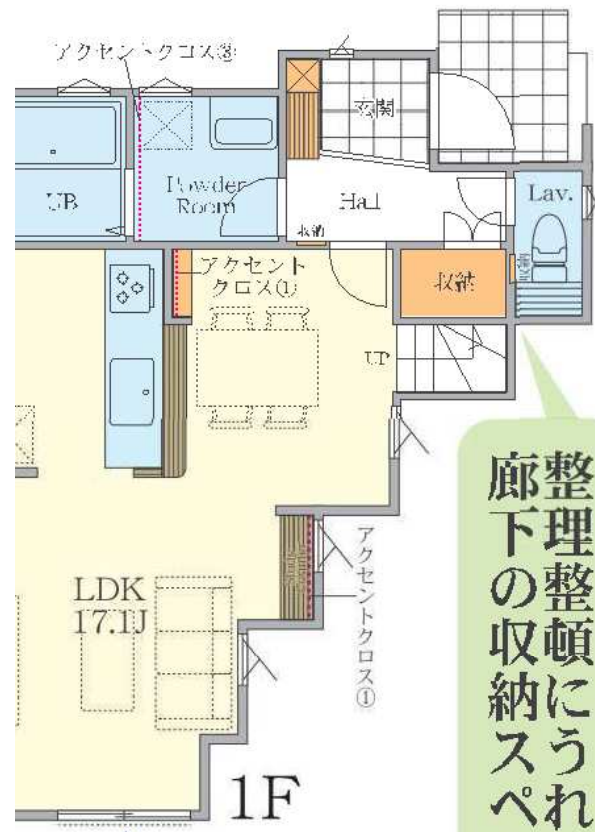 アクセントクロス③
玄関
UB
Powder
Room
Hall
Lav.
収納
収納
収納
アクセント
クロス①
UP
アクセントクロス①
LDK
17.1J
1F
整理整頓にうれ
廊下の収納スペ